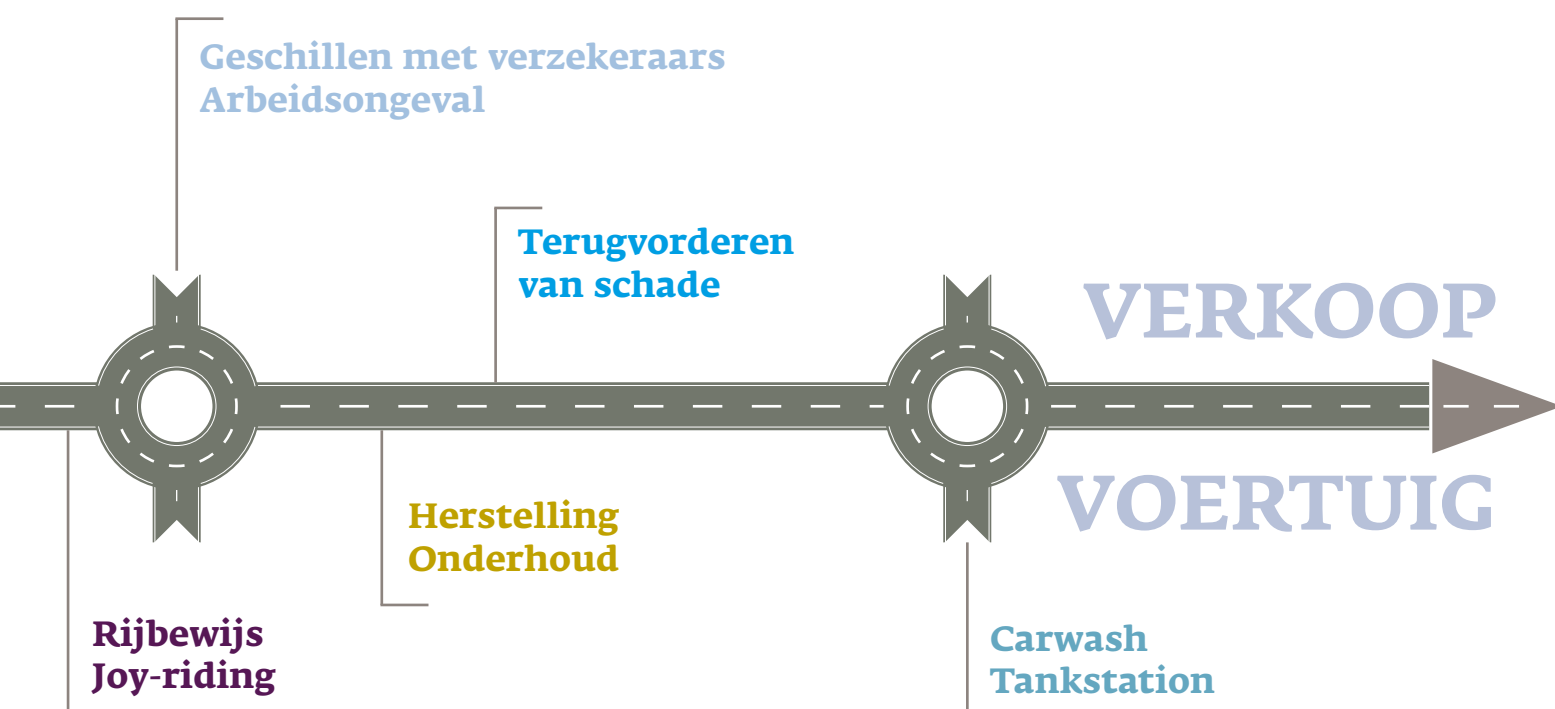 Geschillen met verzekeraars
Arbeidsongeval
Terugvorderen
van schade
VERKOOP
VOERTUIG
Herstelling
Onderhoud
Rijbewijs
Joy-riding
Carwash
Tankstation